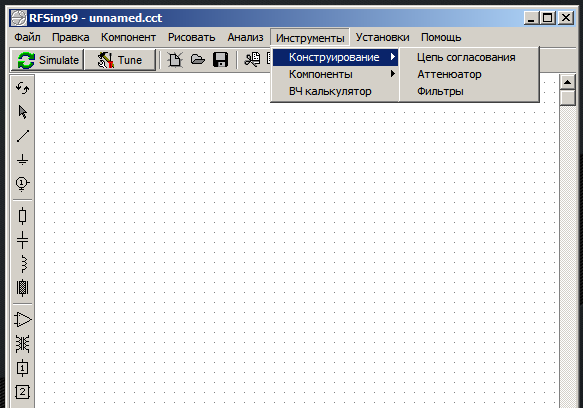 RFSim99 - unnamed.cct
Файл Правка Компонент Рисовать Анализ Инструменты Установки Помощь
Simulate Tune
Конструирование
Компоненты
ВЧ калькулятор
Цепь согласования
Аттенюатор
Фильтры
1
1
2